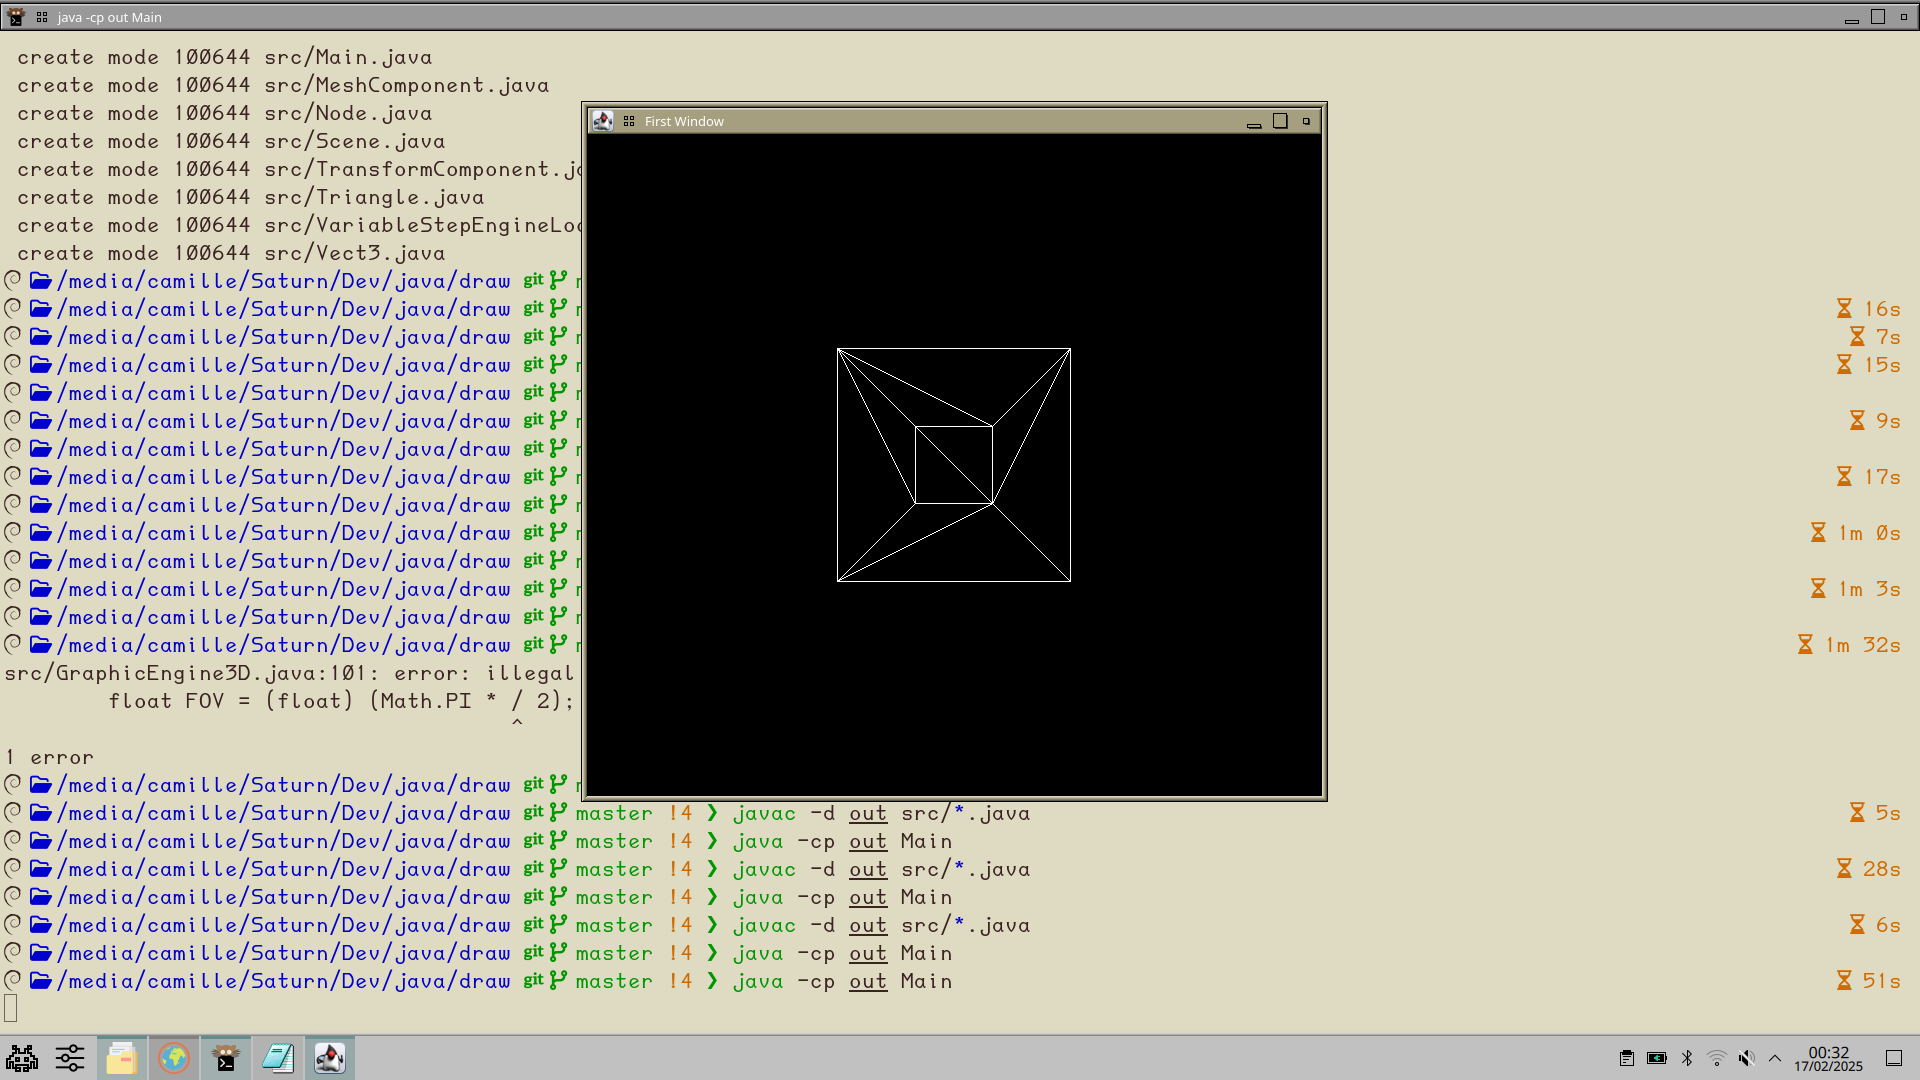 java -cp out Main
create mode 100644 src/Main.java
create mode 100644 src/MeshComponent.java
create mode 100644 src/Node.java
create mode 100644 src/Scene.java
create mode 100644 src/TransformComponent.ja
create mode 100644 src/Triangle.java
create mode 100644 src/VariableStepEngineLoo
create mode 100644 src/Vect3.java
First Window
/media/camille/Saturn/Dev/java/draw git
/media/camille/Saturn/Dev/java/draw git 16s
/media/camille/Saturn/Dev/java/draw git 7s
/media/camille/Saturn/Dev/java/draw git 15s
/media/camille/Saturn/Dev/java/draw git
/media/camille/Saturn/Dev/java/draw git 9s
/media/camille/Saturn/Dev/java/draw git
/media/camille/Saturn/Dev/java/draw git 17s
/media/camille/Saturn/Dev/java/draw git
/media/camille/Saturn/Dev/java/draw git 1m 0s
/media/camille/Saturn/Dev/java/draw git
/media/camille/Saturn/Dev/java/draw git 1m 3s
/media/camille/Saturn/Dev/java/draw git
/media/camille/Saturn/Dev/java/draw git 1m 32s
src/GraphicEngine3D.java:101: error: illegal
float FOV = (float) (Math.PI * / 2);
^
1 error
/media/camille/Saturn/Dev/java/draw git
/media/camille/Saturn/Dev/java/draw git master !4 ❯ javac -d out src/*.java 5s
/media/camille/Saturn/Dev/java/draw git master !4 ❯ java -cp out Main
/media/camille/Saturn/Dev/java/draw git master !4 ❯ javac -d out src/*.java 28s
/media/camille/Saturn/Dev/java/draw git master !4 ❯ java -cp out Main
/media/camille/Saturn/Dev/java/draw git master !4 ❯ javac -d out src/*.java 6s
/media/camille/Saturn/Dev/java/draw git master !4 ❯ java -cp out Main
/media/camille/Saturn/Dev/java/draw git master !4 ❯ java -cp out Main 51s
00:32
17/02/2025